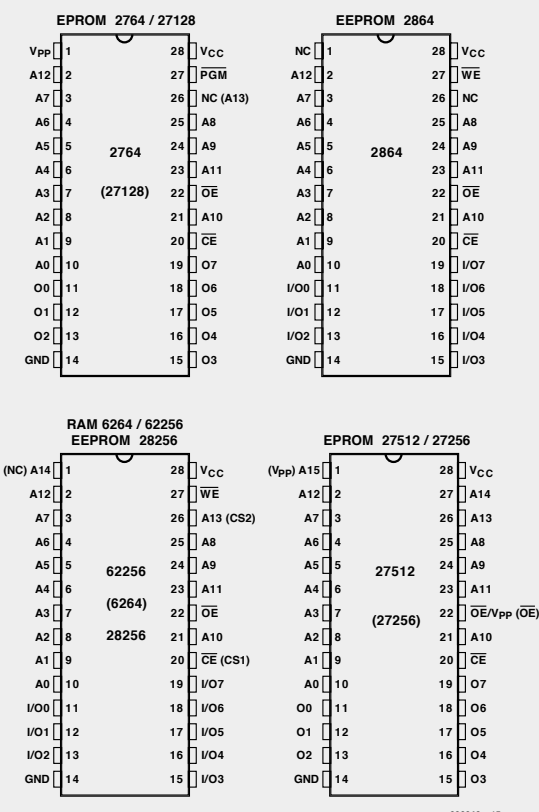 EPROM 2764 / 27128
VPP 1 28 VCC
A12 2 27 PGM
A7 3 26 NC (A13)
A6 4 25 A8
A5 5 24 A9
2764
A4 6 23 A11
(27128)
A3 7 22 OE
A2 8 21 A10
A1 9 20 CE
A0 10 19 O7
O0 11 18 O6
O1 12 17 O5
O2 13 16 O4
GND 14 15 O3
EEPROM 2864
NC 1 28 VCC
A12 2 27 WE
A7 3 26 NC
A6 4 25 A8
A5 5 24 A9
2864
A4 6 23 A11
A3 7 22 OE
A2 8 21 A10
A1 9 20 CE
A0 10 19 I/O7
I/O0 11 18 I/O6
I/O1 12 17 I/O5
I/O2 13 16 I/O4
GND 14 15 I/O3
RAM 6264 / 62256
EEPROM 28256
(NC) A14 1 28 VCC
A12 2 27 WE
A7 3 26 A13 (CS2)
A6 4 25 A8
A5 5 24 A9
62256
A4 6 23 A11
(6264)
A3 7 22 OE
A2 8 28256 21 A10
A1 9 20 CE (CS1)
A0 10 19 I/O7
I/O0 11 18 I/O6
I/O1 12 17 I/O5
I/O2 13 16 I/O4
GND 14 15 I/O3
EPROM 27512 / 27256
(VPP) A15 1 28 VCC
A12 2 27 A14
A7 3 26 A13
A6 4 25 A8
A5 5 24 A9
27512
A4 6 23 A11
(27256)
A3 7 22 OE/VPP (OE)
A2 8 21 A10
A1 9 20 CE
A0 10 19 O7
O0 11 18 O6
O1 12 17 O5
O2 13 16 O4
GND 14 15 O3